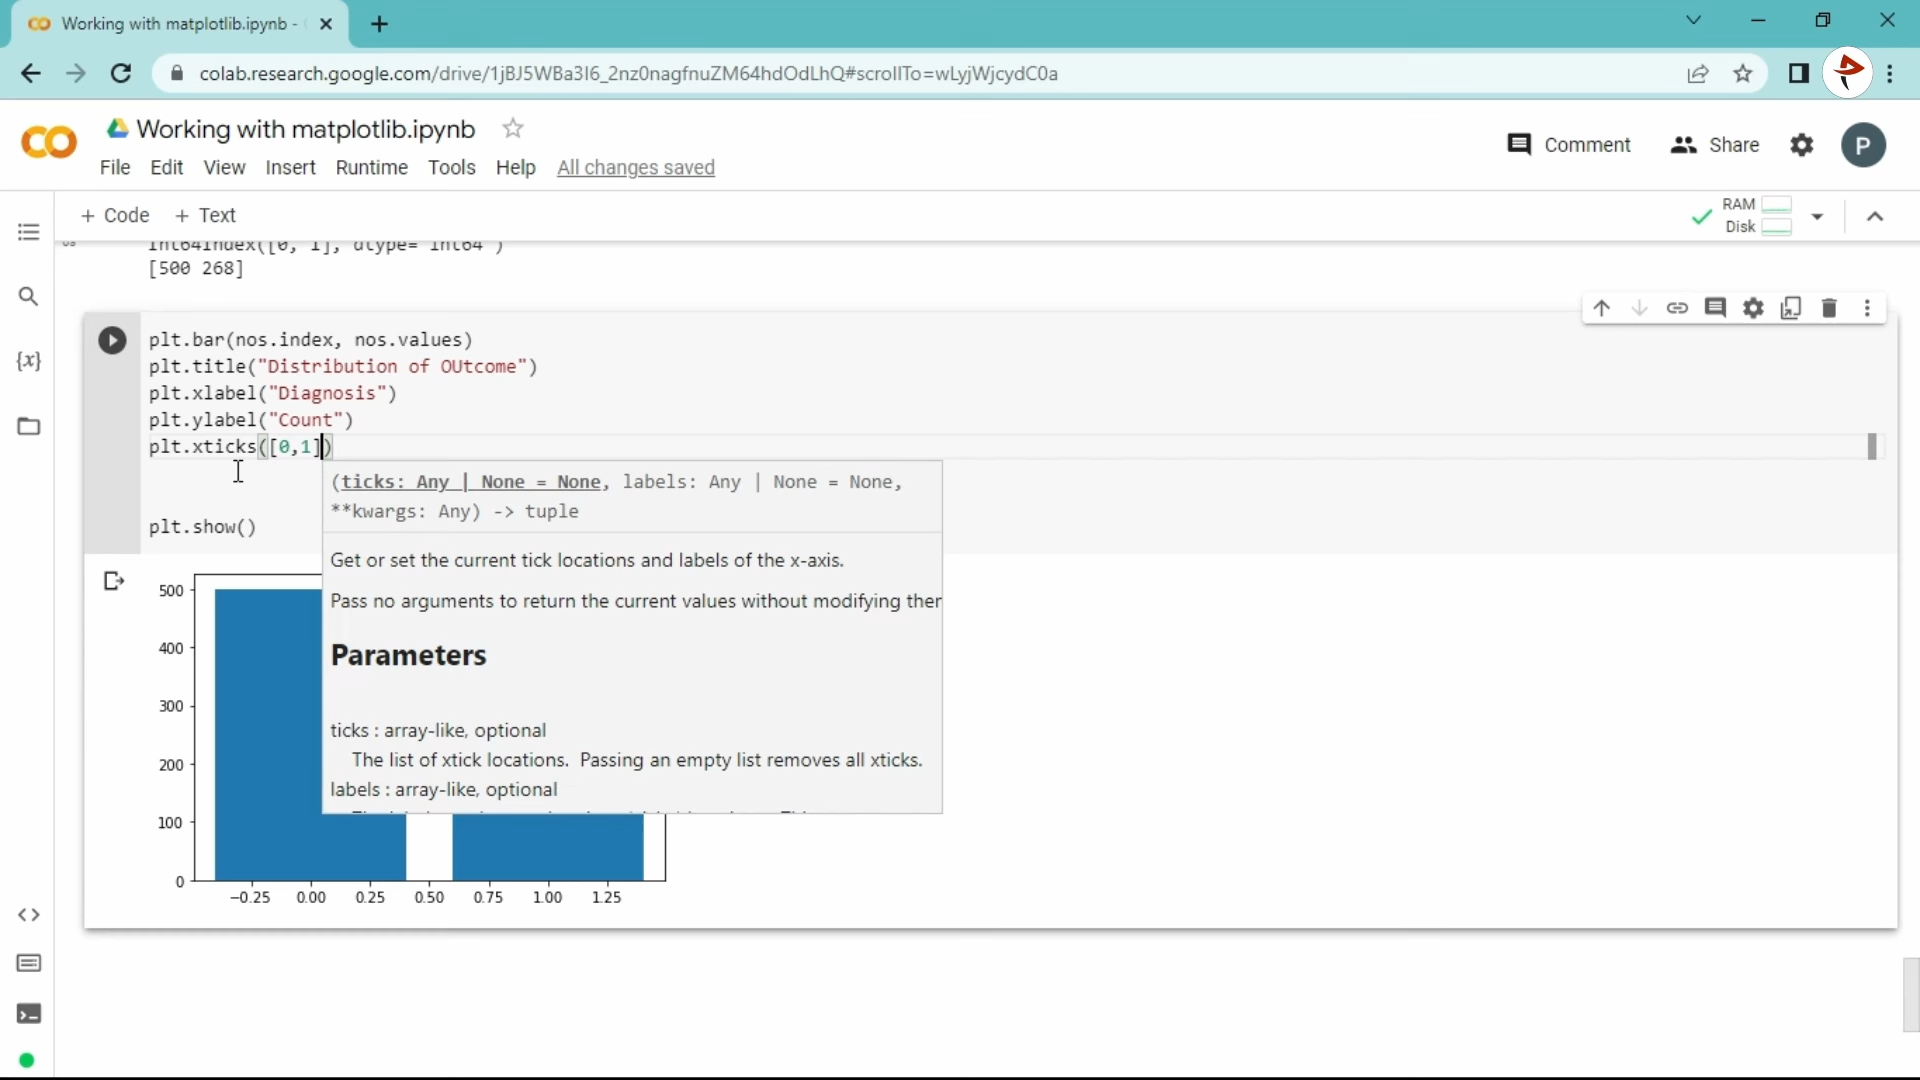 Working with matplotlib.ipynb -
colab.research.google.com/drive/1jBJ5WBa3I6_2nz0nagfnuZM64hdOdLhQ#scrollTo=wLyjWjcydC0a
Working with matplotlib.ipynb
File Edit View Insert Runtime Tools Help All changes saved
Comment Share P
+ Code + Text
RAM
Disk
Int64Index([0, 1], dtype='int64')
[500 268]
plt.bar(nos.index, nos.values)
plt.title("Distribution of OUtcome")
plt.xlabel("Diagnosis")
plt.ylabel("Count")
plt.xticks([0,1])
(ticks: Any | None = None, labels: Any | None = None,
**kwargs: Any) -> tuple
plt.show()
Get or set the current tick locations and labels of the x-axis.
Pass no arguments to return the current values without modifying
Parameters
ticks : array-like, optional
The list of xtick locations. Passing an empty list removes all xticks.
labels : array-like, optional
500
400
300
200
100
0
−0.25 0.00 0.25 0.50 0.75 1.00 1.25